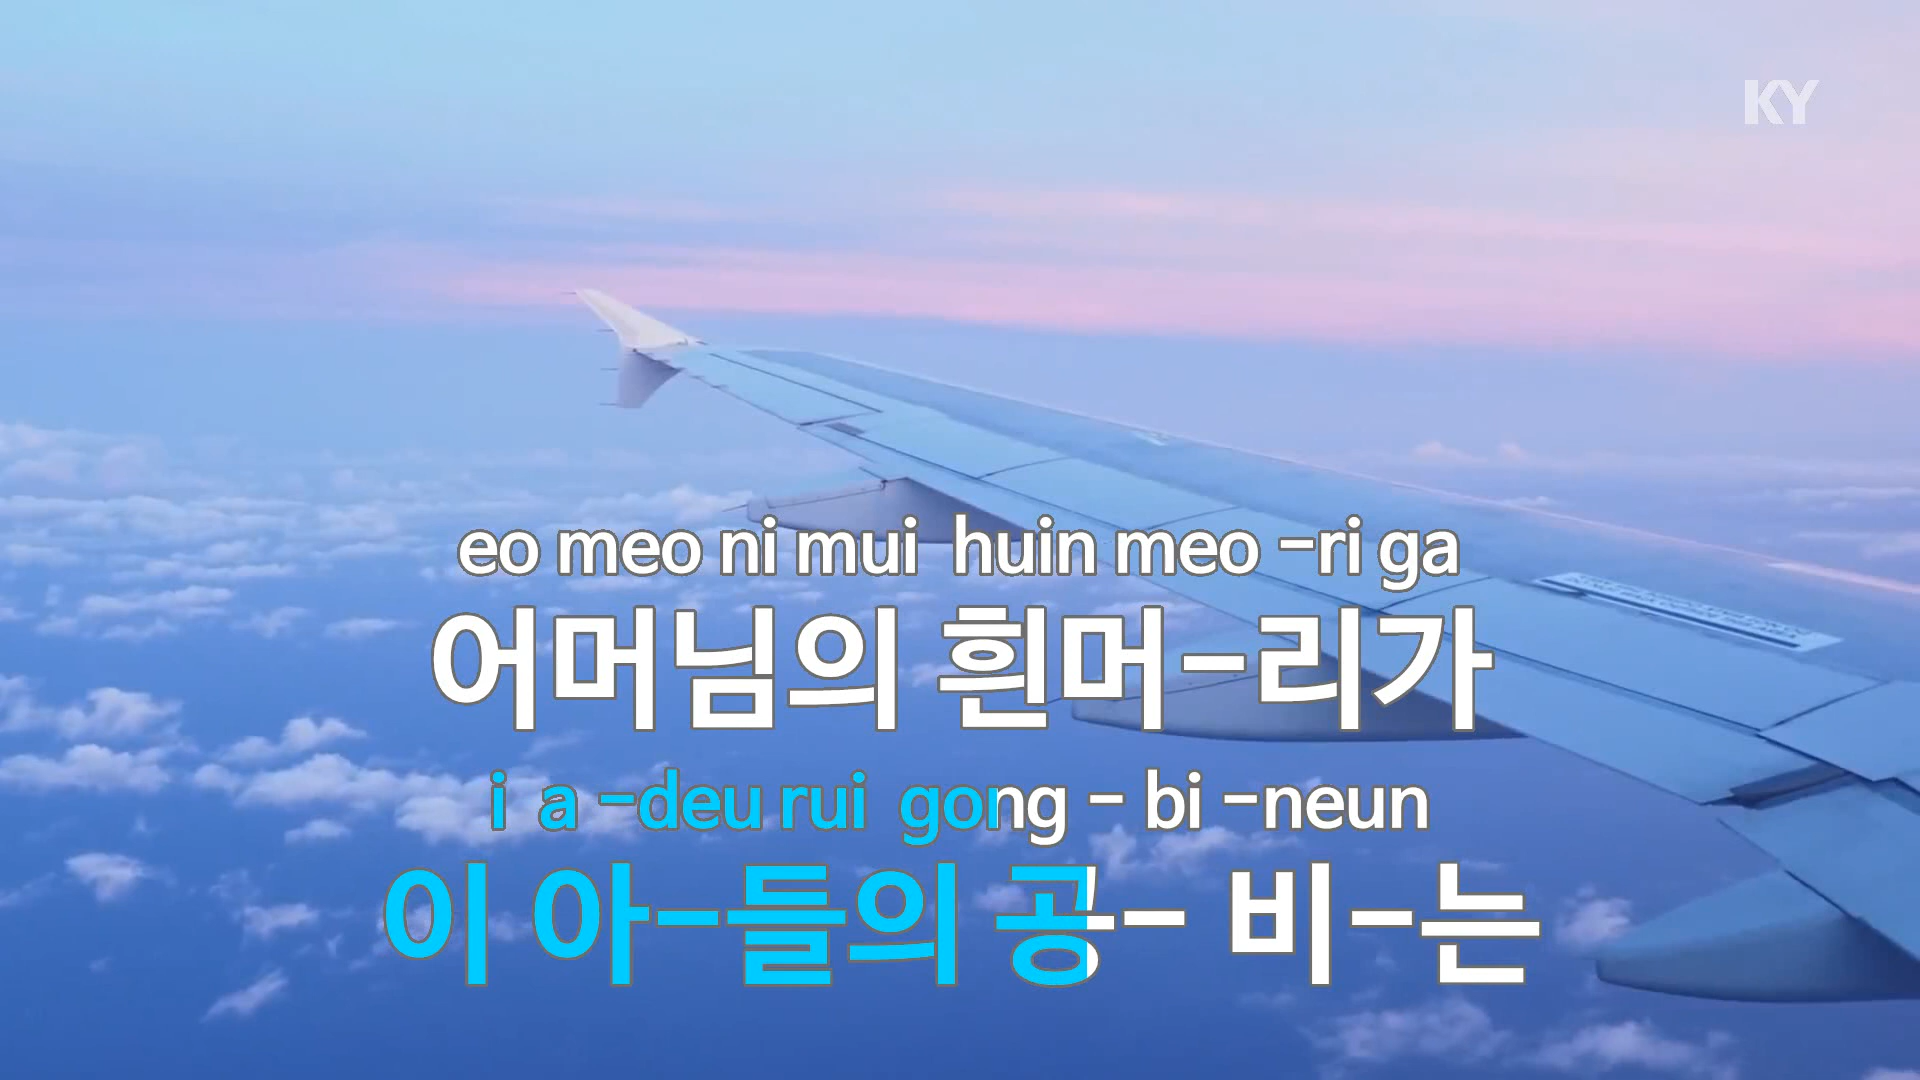 KY
eo meo ni mui huin meo -ri ga
어머님의 흰머-리가
i a -deu rui gong - bi -neun
이 아-들의 공- 비-는